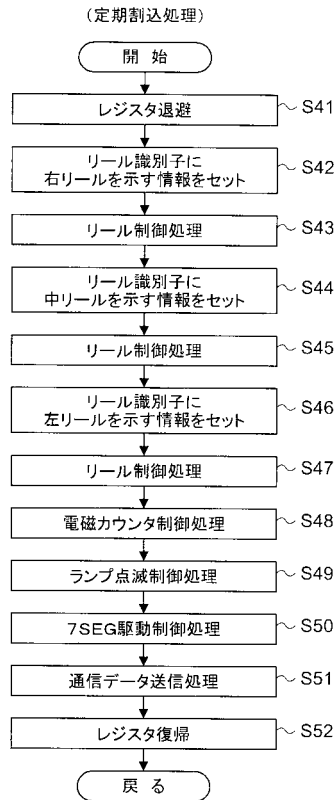 (定期割込処理)
開 始
レジスタ退避
S41
リール識別子に
右リールを示す情報をセット
S42
リール制御処理
S43
リール識別子に
中リールを示す情報をセット
S44
リール制御処理
S45
リール識別子に
左リールを示す情報をセット
S46
リール制御処理
S47
電磁カウンタ制御処理
S48
ランプ点滅制御処理
S49
7SEG駆動制御処理
S50
通信データ送信処理
S51
レジスタ復帰
S52
戻 る